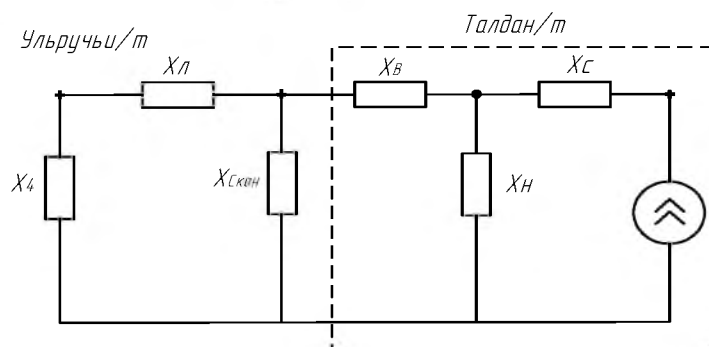 Ульручьи/т
Талдан/т
Xл
Xв
Xс
X4
Xскон
Xн